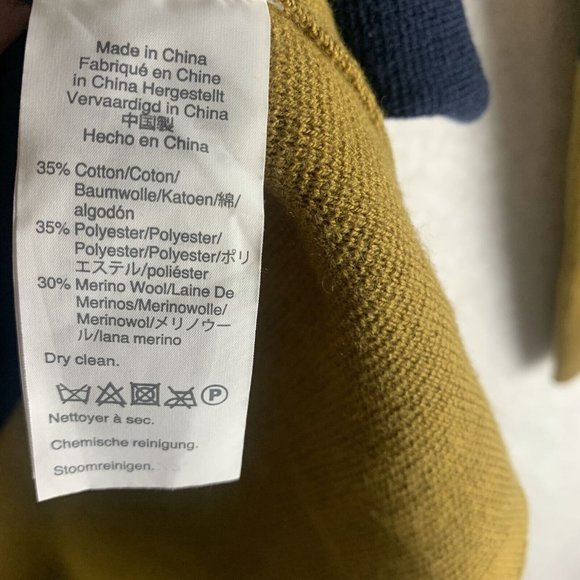 Made in China
Fabriqué en Chine
in China Hergestellt
Vervaardigd in China
中国製
Hecho en China
35% Cotton/Coton/
Baumwolle/Katoen/綿/
algodón
35% Polyester/Polyester/
Polyester/Polyester/ポリ
エステル/poliéster
30% Merino Wool/Laine De
Merinos/Merinowolle/
Merinowol/メリノウー
ル/lana merino
Dry clean.
P
Nettoyer à sec.
Chemische reinigung.
Stoomreinigen.